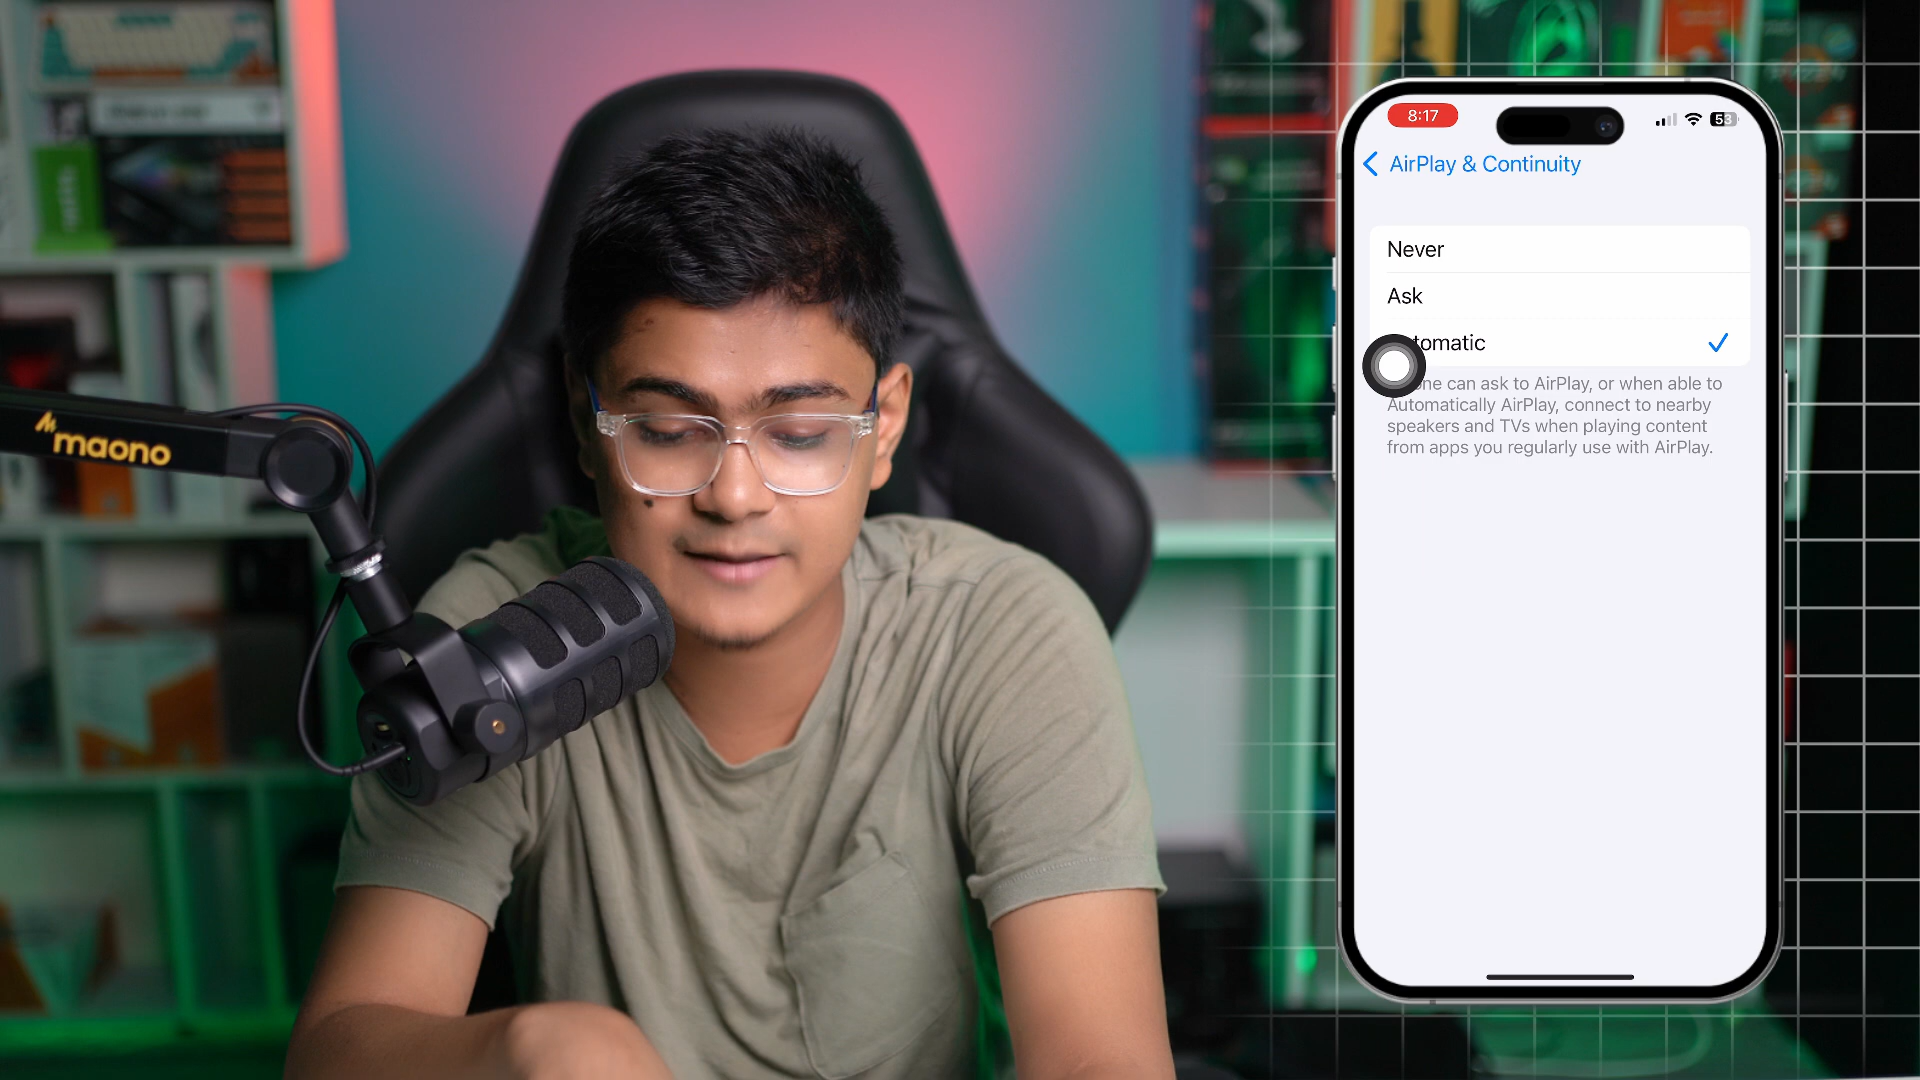 maono
8:17
53
AirPlay & Continuity
Never
Ask
tomatic
ne can ask to AirPlay, or when able to
Automatically AirPlay, connect to nearby
speakers and TVs when playing content
from apps you regularly use with AirPlay.